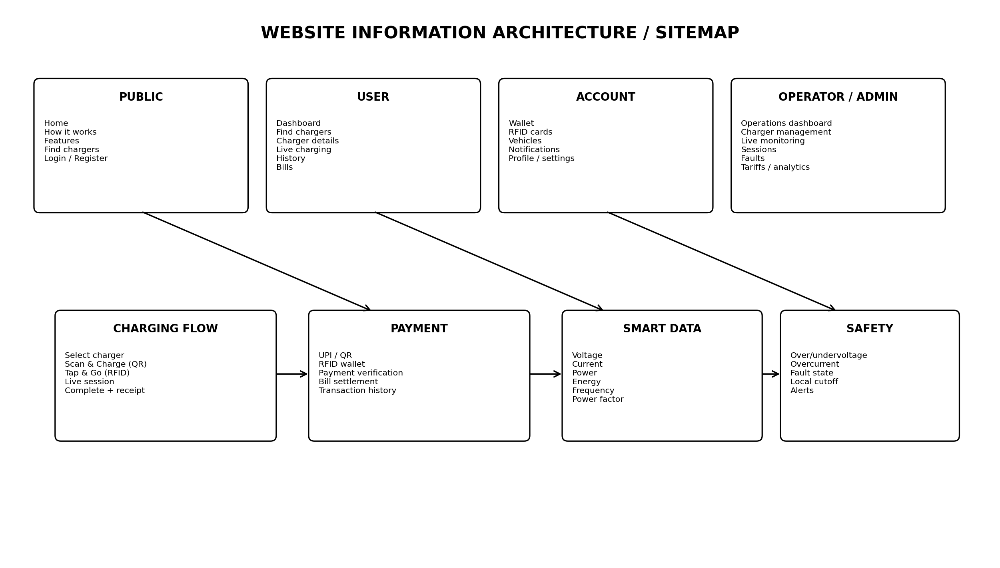 WEBSITE INFORMATION ARCHITECTURE / SITEMAP
PUBLIC
Home
How it works
Features
Find chargers
Login / Register
USER
Dashboard
Find chargers
Charger details
Live charging
History
Bills
ACCOUNT
Wallet
RFID cards
Vehicles
Notifications
Profile / settings
OPERATOR / ADMIN
Operations dashboard
Charger management
Live monitoring
Sessions
Faults
Tariffs / analytics
CHARGING FLOW
Select charger
Scan & Charge (QR)
Tap & Go (RFID)
Live session
Complete + receipt
PAYMENT
UPI / QR
RFID wallet
Payment verification
Bill settlement
Transaction history
SMART DATA
Voltage
Current
Power
Energy
Frequency
Power factor
SAFETY
Over/undervoltage
Overcurrent
Fault state
Local cutoff
Alerts